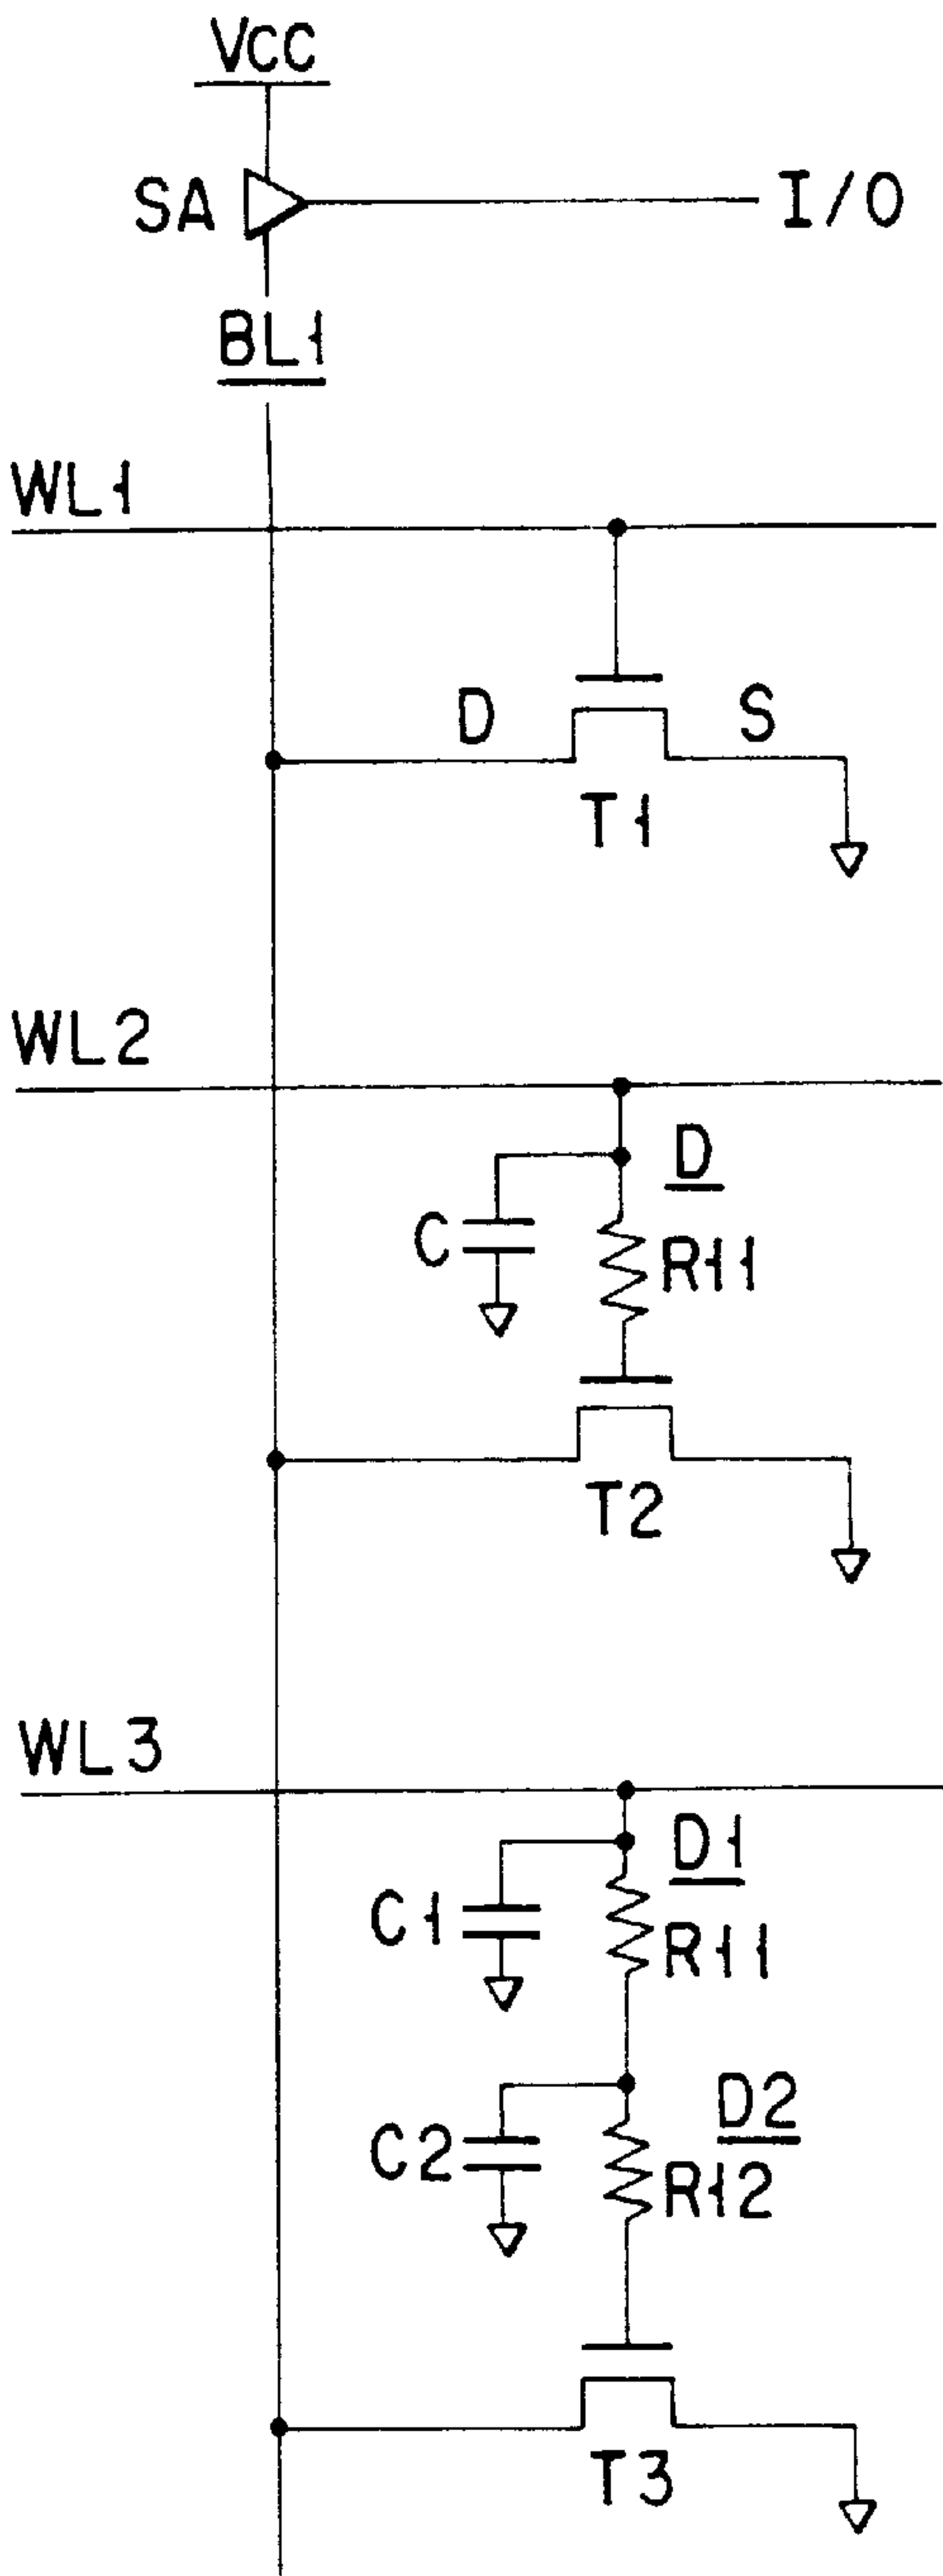 VCC
SA
I/O
BL1
WL1
D
S
T1
WL2
D
C
R11
T2
WL3
D1
C1
R11
D2
C2
R12
T3